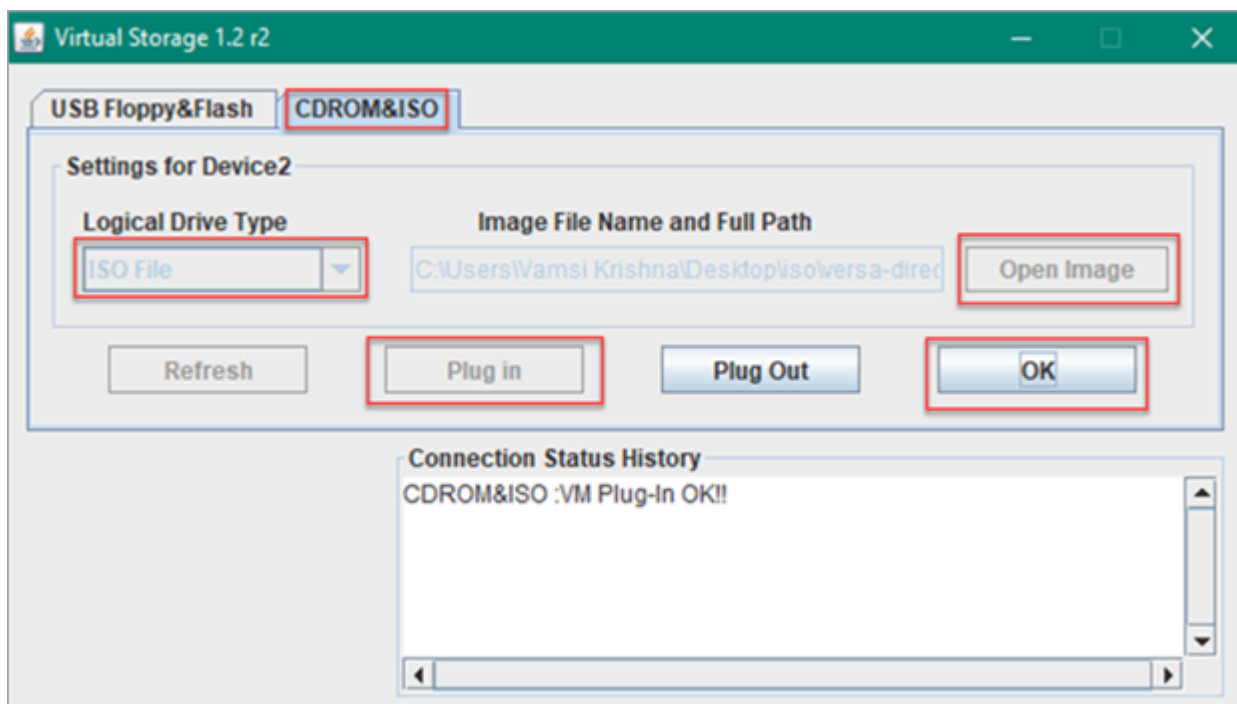 Virtual Storage 1.2 r2
USB Floppy&Flash CDROM&ISO
Settings for Device2
Logical Drive Type Image File Name and Full Path
ISO File C:\Users\Vamsi Krishna\Desktop\iso\versa-direc Open Image
Refresh Plug in Plug Out OK
Connection Status History
CDROM&ISO :VM Plug-In OK!!